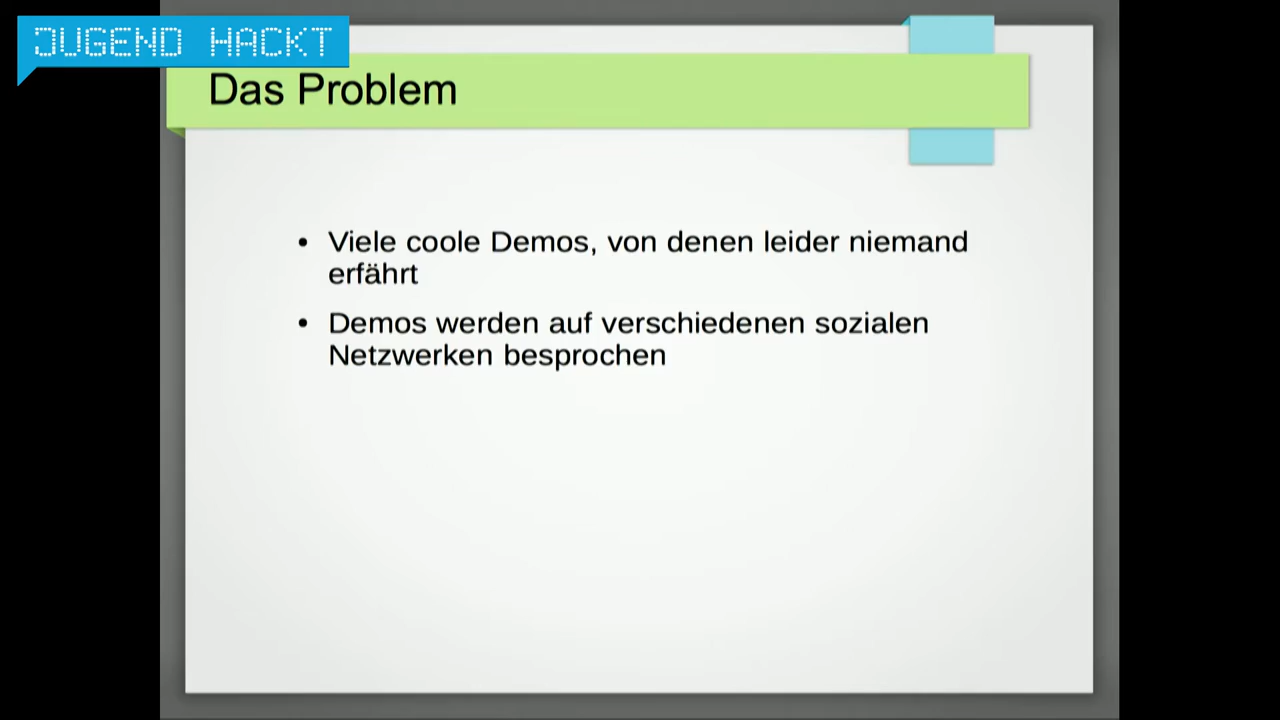 JUGEND HACKT
Das Problem
• Viele coole Demos, von denen leider niemand
erfährt
• Demos werden auf verschiedenen sozialen
Netzwerken besprochen